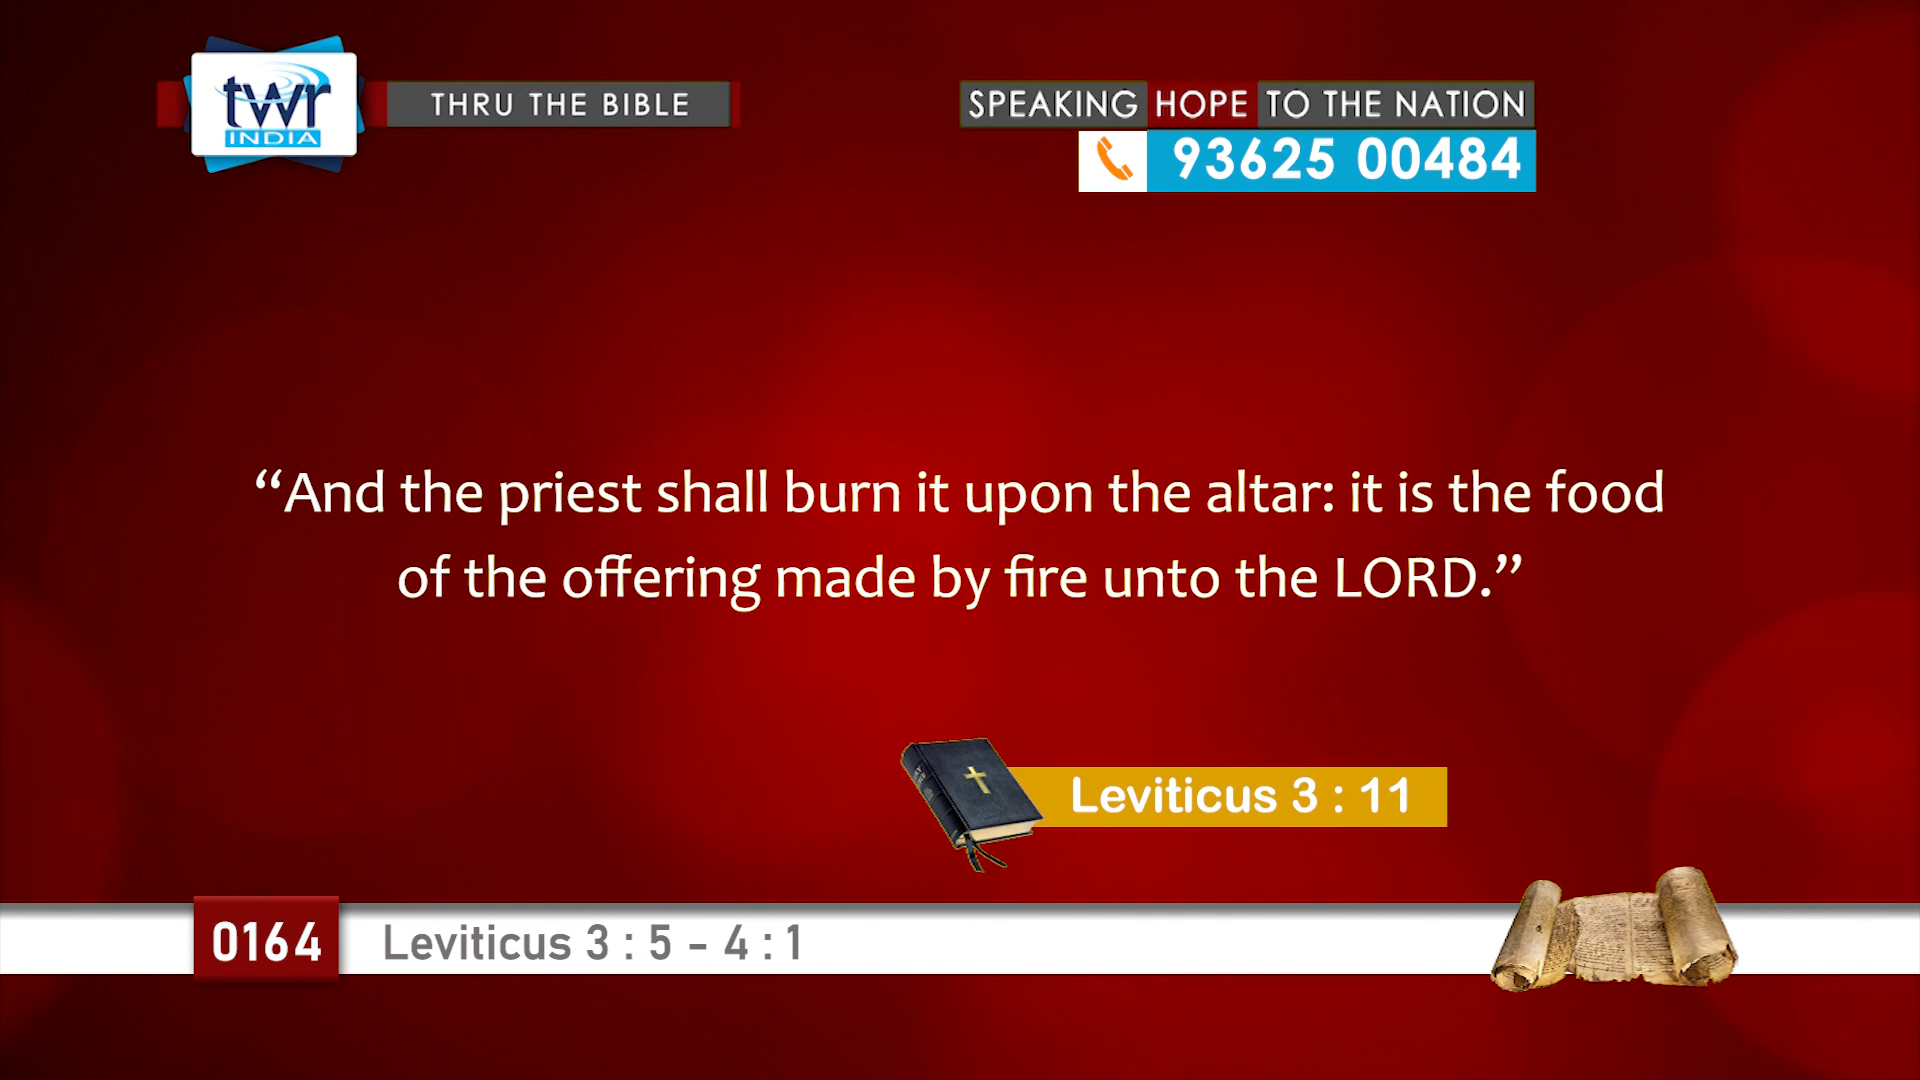 twr
INDIA
THRU THE BIBLE
SPEAKING HOPE TO THE NATION
93625 00484
“And the priest shall burn it upon the altar: it is the food
of the offering made by fire unto the LORD.”
Leviticus 3 : 11
0164
Leviticus 3 : 5 - 4 : 1